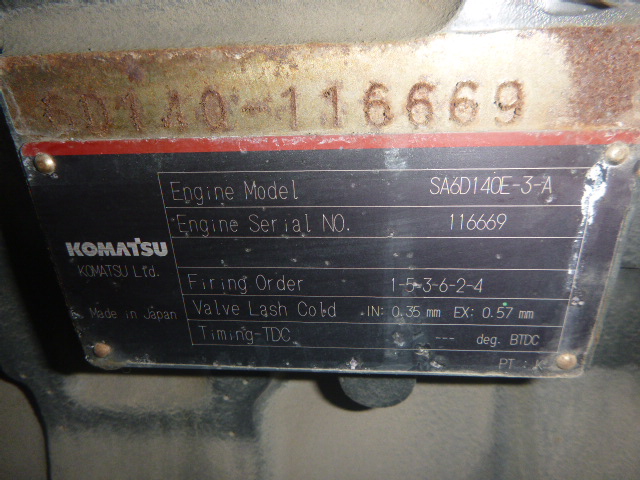 6D140-116669
Engine Model SA6D140E-3-A
Engine Serial NO. 116669
KOMATSU
KOMATSU Ltd.
Firing Order 1-5-3-6-2-4
Valve Lash Cold IN: 0.35 mm EX: 0.57 mm
Made in Japan
Timing-TDC --- deg. BTDC
PT :